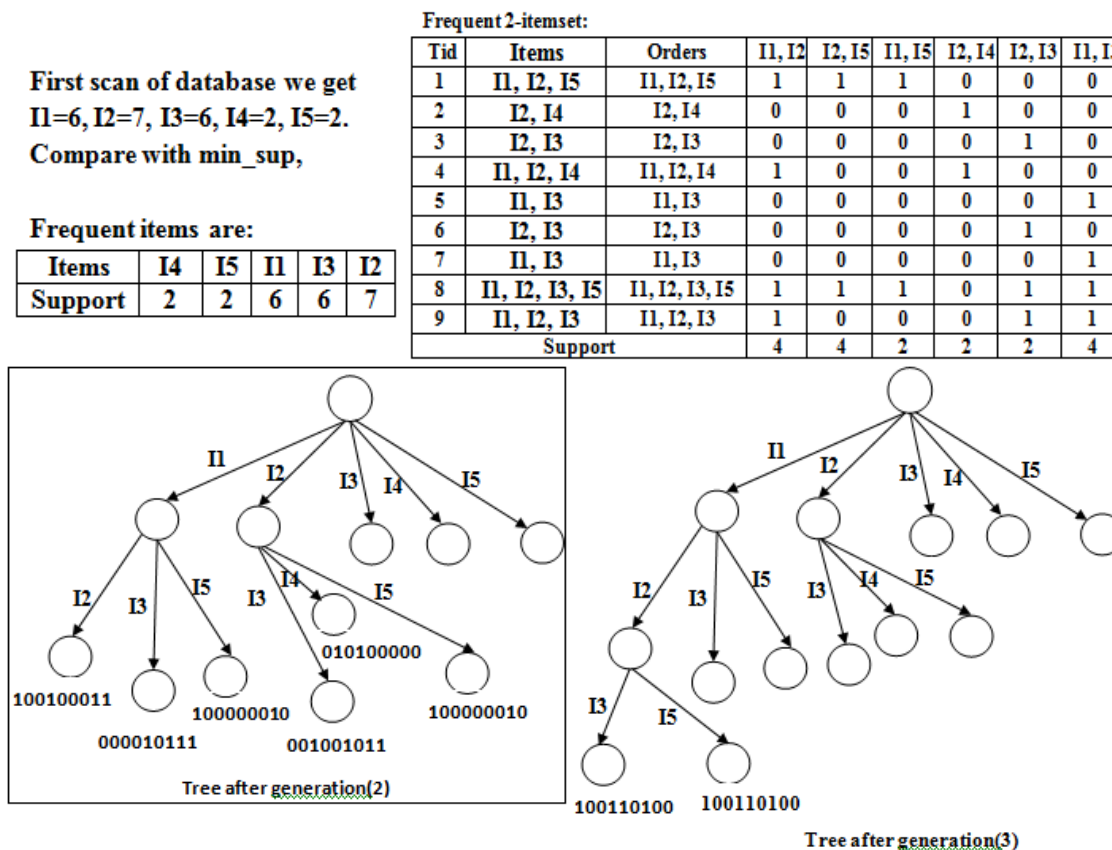 First scan of database we get
I1=6, I2=7, I3=6, I4=2, I5=2.
Compare with min_sup,
Frequent items are:
Items I4 I5 I1 I3 I2
Support 2 2 6 6 7
Frequent 2-itemset:
Tid Items Orders I1, I2 I2, I5 I1, I5 I2, I4 I2, I3 I1,
1 I1, I2, I5 I1, I2, I5 1 1 1 0 0 0
2 I2, I4 I2, I4 0 0 0 1 0 0
3 I2, I3 I2, I3 0 0 0 0 1 0
4 I1, I2, I4 I1, I2, I4 1 0 0 1 0 0
5 I1, I3 I1, I3 0 0 0 0 0 1
6 I2, I3 I2, I3 0 0 0 0 1 0
7 I1, I3 I1, I3 0 0 0 0 0 1
8 I1, I2, I3, I5 I1, I2, I3, I5 1 1 1 0 1 1
9 I1, I2, I3 I1, I2, I3 1 0 0 0 1 1
Support 4 4 2 2 2 4
I1 I2 I3 I4 I5
I2 I3 I5 I3 I4 I5
010100000
100100011 100000010 100000010
000010111 001001011
Tree after generation(2)
I1 I2 I3 I4 I5
I2 I3 I5 I3 I4 I5
I3 I5
100110100 100110100
Tree after generation(3)